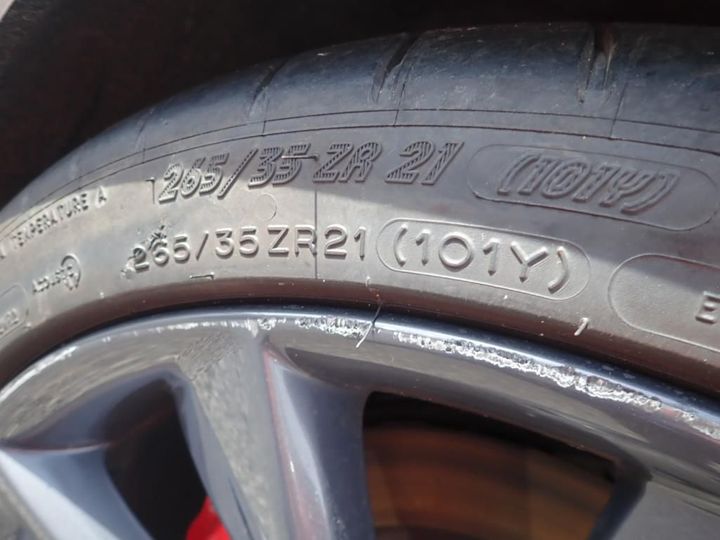 265/35 ZR 21 (101Y)
TEMPERATURE A
265/35ZR21 (101Y)
E